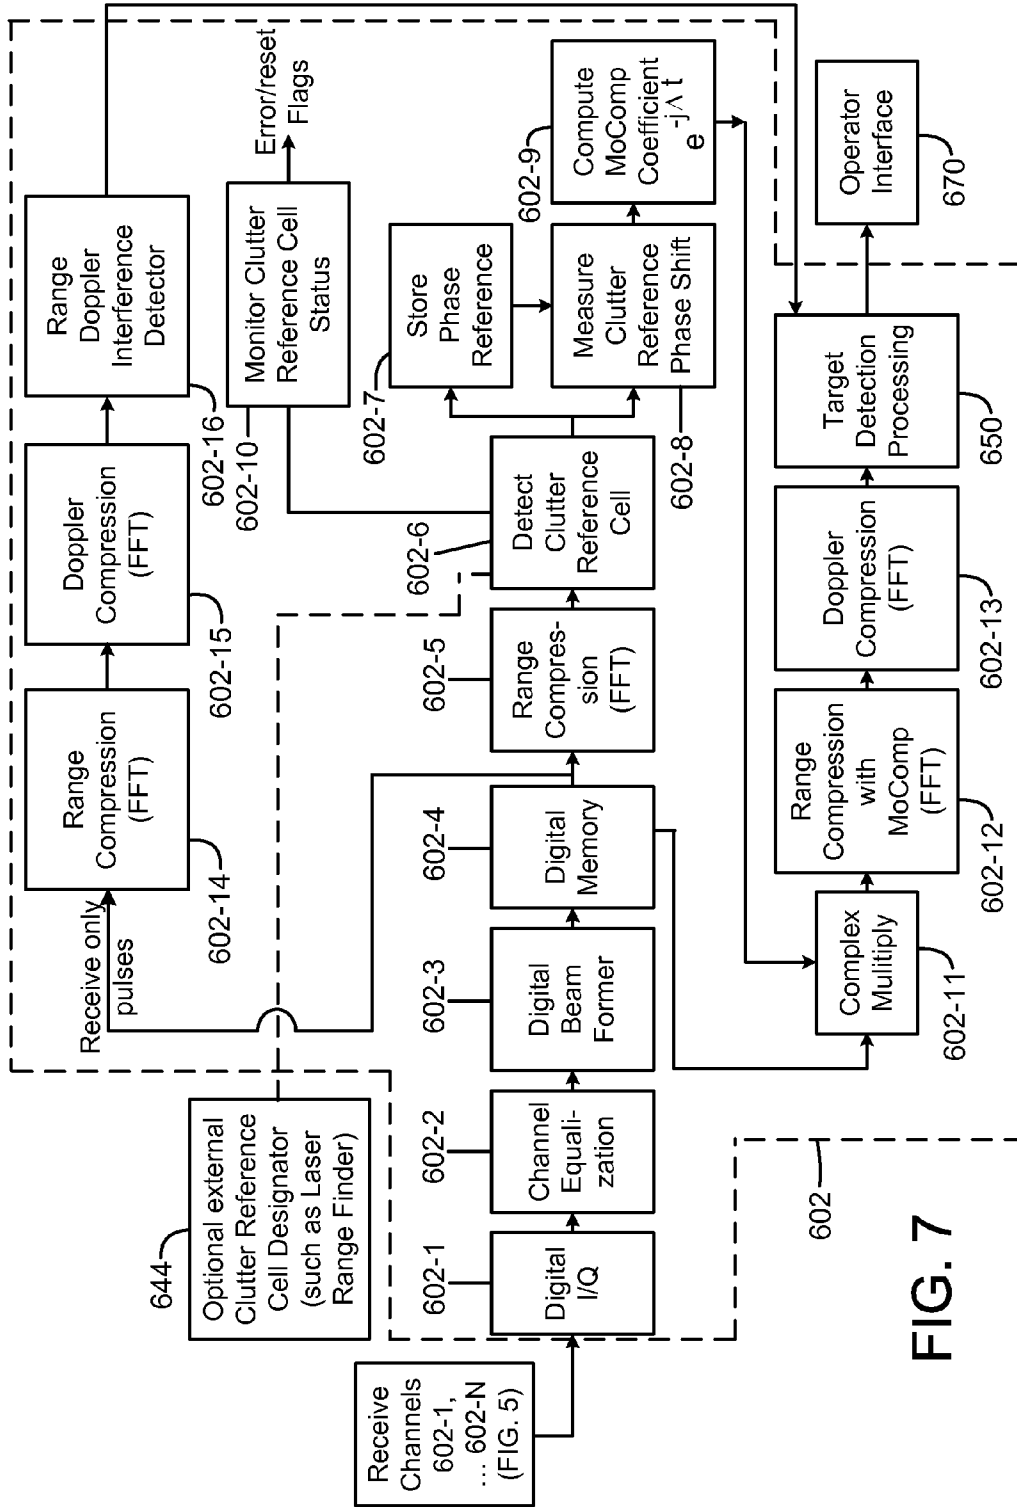 Receive only
pulses
Range
Compression
(FFT)
602-14
Doppler
Compression
(FFT)
602-15
Range
Doppler
Interference
Detector
602-16
644
Optional external
Clutter Reference
Cell Designator
(such as Laser
Range Finder)
Monitor Clutter
Reference Cell
Status
602-10
Error/reset
Flags
Store
Phase
Reference
602-7
Receive
Channels
602-1,
... 602-N
(FIG. 5)
602-1
Digital
I/Q
602-2
Channel
Equali-
zation
602-3
Digital
Beam
Former
602-4
Digital
Memory
602-5
Range
Compres-
sion
(FFT)
602-6
Detect
Clutter
Reference
Cell
Measure
Clutter
Reference
Phase Shift
602-8
602-9
Compute
MoComp
Coefficient
e -j^ t
Complex
Mulitiply
602-11
Range
Compression
with
MoComp
(FFT)
602-12
Doppler
Compression
(FFT)
602-13
Target
Detection
Processing
650
Operator
Interface
670
602
FIG. 7